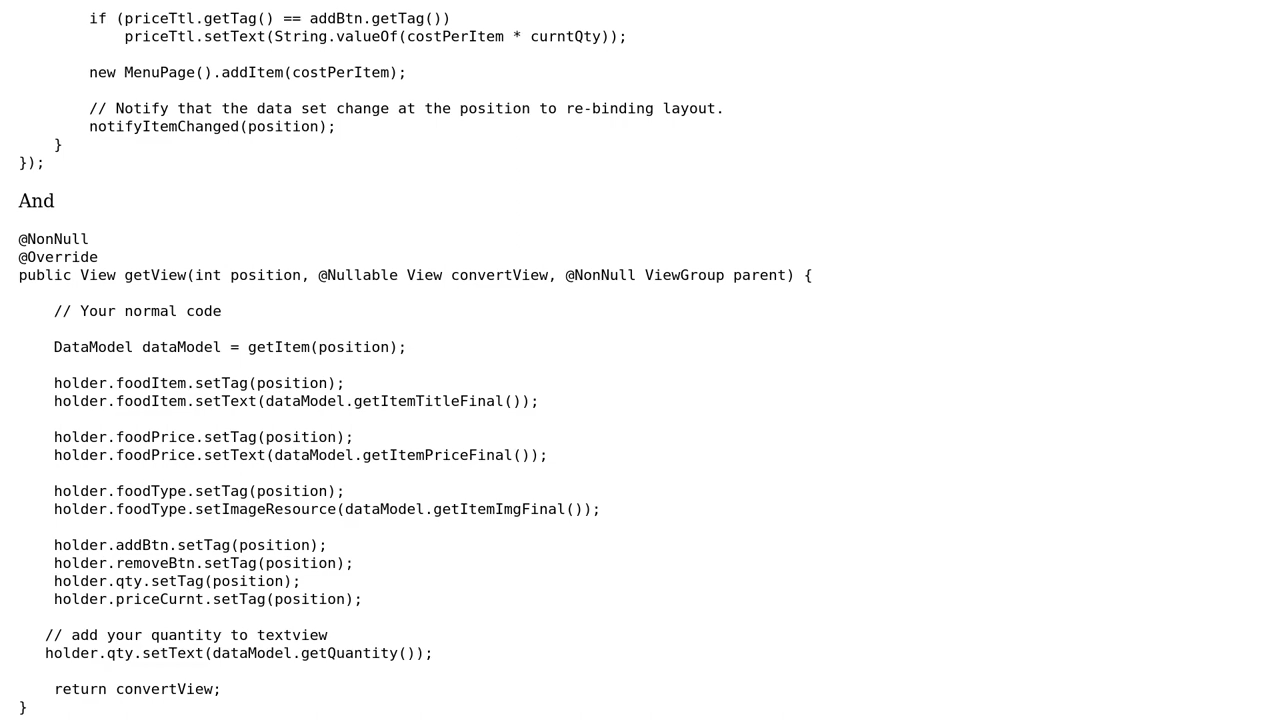 if (priceTtl.getTag() == addBtn.getTag())
            priceTtl.setText(String.valueOf(costPerItem * curntQty));

        new MenuPage().addItem(costPerItem);

        // Notify that the data set change at the position to re-binding layout.
        notifyItemChanged(position);
    }
});

And

@NonNull
@Override
public View getView(int position, @Nullable View convertView, @NonNull ViewGroup parent) {

    // Your normal code

    DataModel dataModel = getItem(position);

    holder.foodItem.setTag(position);
    holder.foodItem.setText(dataModel.getItemTitleFinal());

    holder.foodPrice.setTag(position);
    holder.foodPrice.setText(dataModel.getItemPriceFinal());

    holder.foodType.setTag(position);
    holder.foodType.setImageResource(dataModel.getItemImgFinal());

    holder.addBtn.setTag(position);
    holder.removeBtn.setTag(position);
    holder.qty.setTag(position);
    holder.priceCurnt.setTag(position);

   // add your quantity to textview
   holder.qty.setText(dataModel.getQuantity());

    return convertView;
}